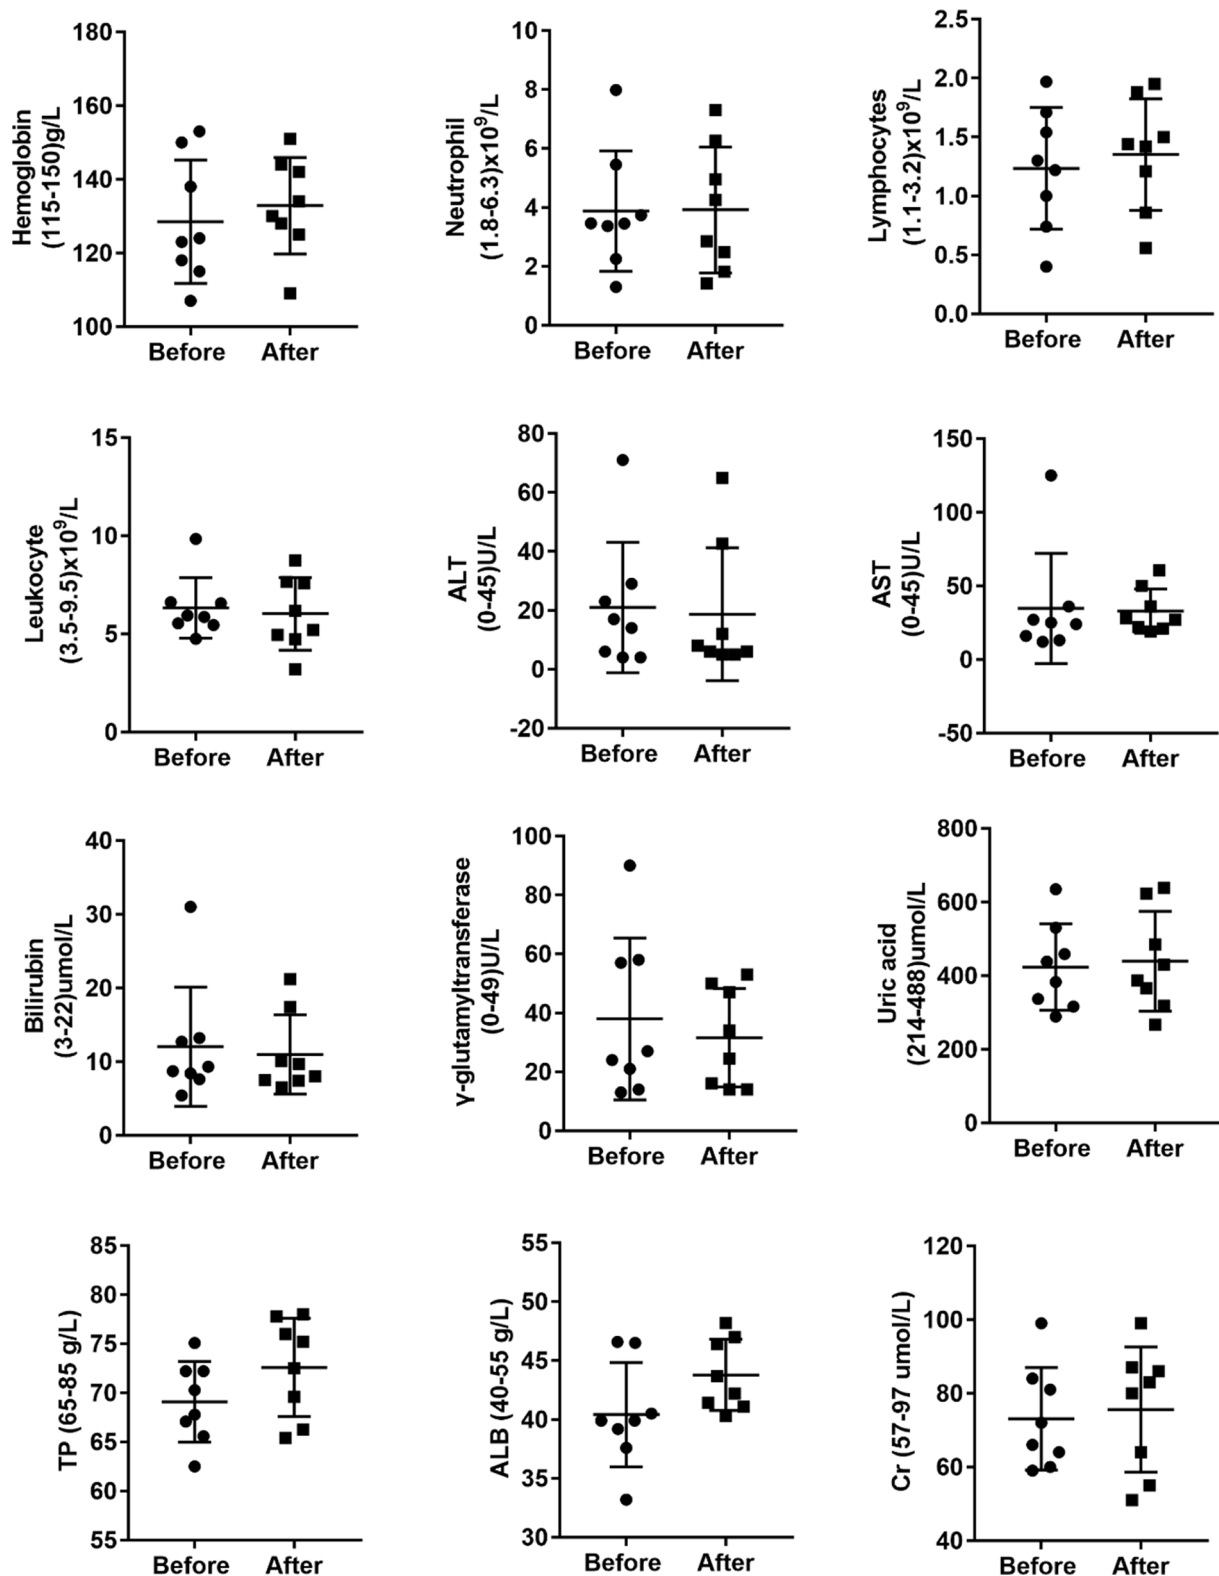 Hemoglobin
(115-150)g/L
180
160
140
120
100
Before After
Neutrophil
(1.8-6.3)x10⁹/L
10
8
6
4
2
0
Before After
Lymphocytes
(1.1-3.2)x10⁹/L
2.5
2.0
1.5
1.0
0.5
0.0
Before After
Leukocyte
(3.5-9.5)x10⁹/L
15
10
5
0
Before After
ALT
(0-45)U/L
80
60
40
20
0
-20
Before After
AST
(0-45)U/L
150
100
50
0
-50
Before After
Bilirubin
(3-22)umol/L
40
30
20
10
0
Before After
γ-glutamyltransferase
(0-49)U/L
100
80
60
40
20
0
Before After
Uric acid
(214-488)umol/L
800
600
400
200
0
Before After
TP (65-85 g/L)
85
80
75
70
65
60
55
Before After
ALB (40-55 g/L)
55
50
45
40
35
30
Before After
Cr (57-97 umol/L)
120
100
80
60
40
Before After